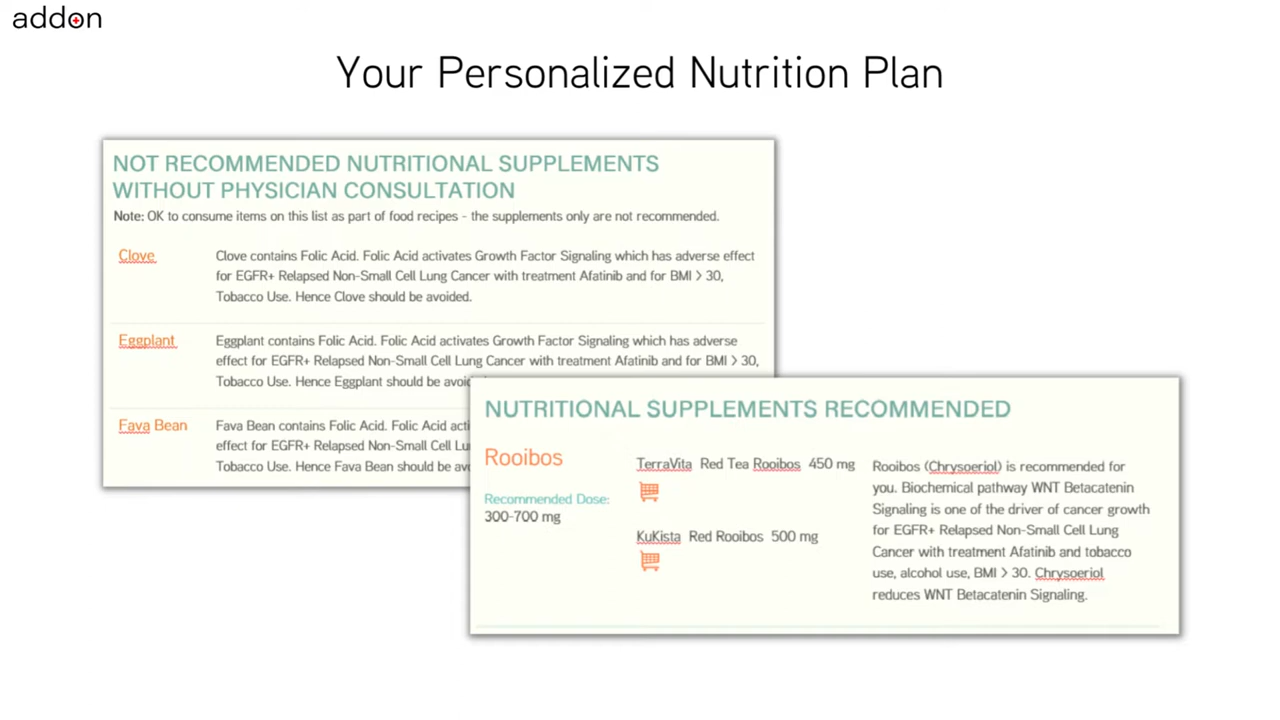 addon
Your Personalized Nutrition Plan
NOT RECOMMENDED NUTRITIONAL SUPPLEMENTS
WITHOUT PHYSICIAN CONSULTATION
Note: OK to consume items on this list as part of food recipes - the supplements only are not recommended.
Clove
Clove contains Folic Acid. Folic Acid activates Growth Factor Signaling which has adverse effect
for EGFR+ Relapsed Non-Small Cell Lung Cancer with treatment Afatinib and for BMI > 30,
Tobacco Use. Hence Clove should be avoided.
Eggplant
Eggplant contains Folic Acid. Folic Acid activates Growth Factor Signaling which has adverse
effect for EGFR+ Relapsed Non-Small Cell Lung Cancer with treatment Afatinib and for BMI > 30,
Tobacco Use. Hence Eggplant should be
Fava Bean
Fava Bean contains Folic Acid. Folic Acid
effect for EGFR+ Relapsed Non-Small Cell
Tobacco Use. Hence Fava Bean should be
NUTRITIONAL SUPPLEMENTS RECOMMENDED
Rooibos
Recommended Dose:
300-700 mg
TerraVita Red Tea Rooibos 450 mg
KuKista Red Rooibos 500 mg
Rooibos (Chrysoeriol) is recommended for
you. Biochemical pathway WNT Betacatenin
Signaling is one of the driver of cancer growth
for EGFR+ Relapsed Non-Small Cell Lung
Cancer with treatment Afatinib and tobacco
use, alcohol use, BMI > 30. Chrysoeriol
reduces WNT Betacatenin Signaling.